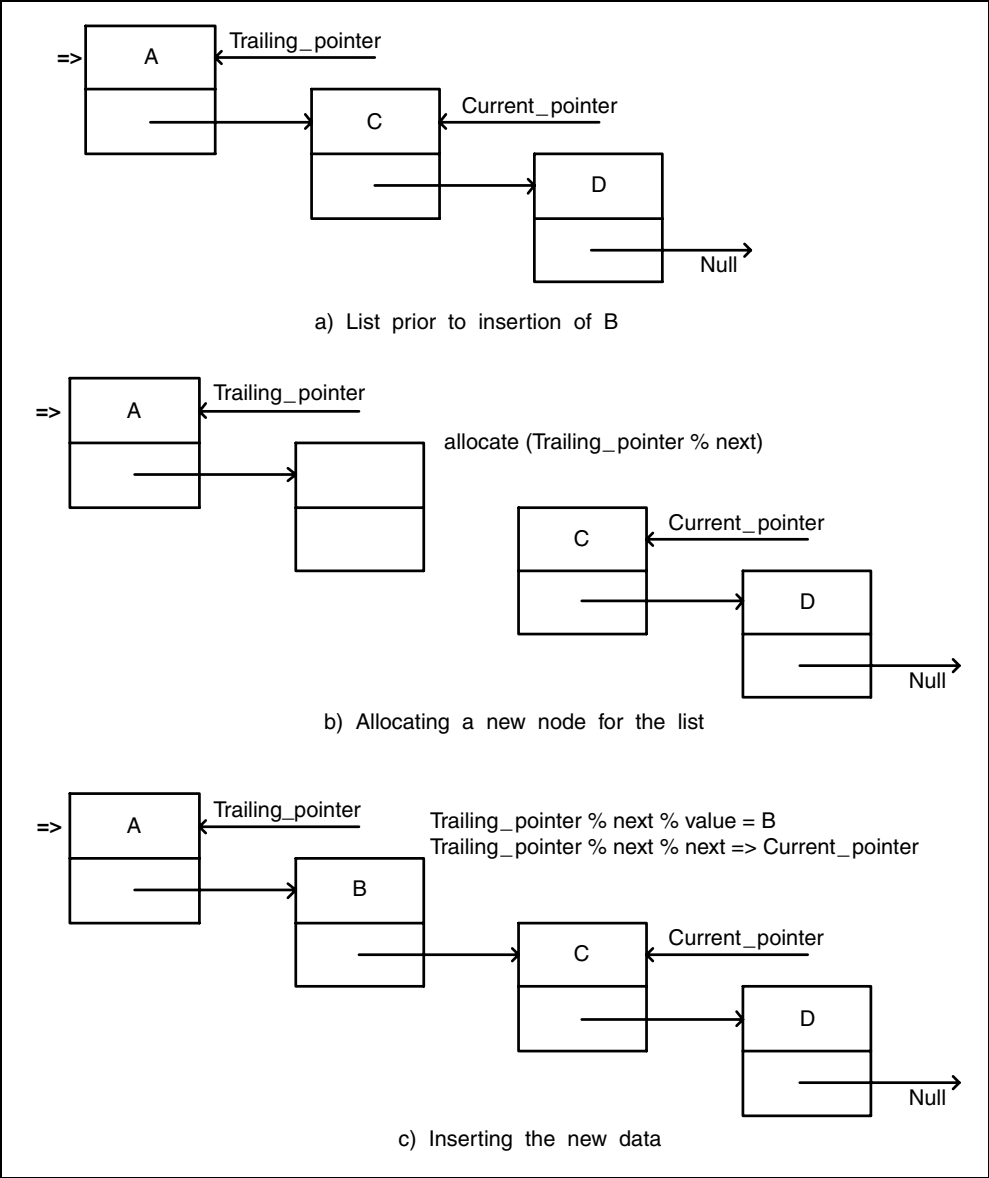 Trailing_pointer
=> A
Current_pointer
C
D
Null
a) List prior to insertion of B
Trailing_pointer
=> A
allocate (Trailing_pointer % next)
Current_pointer
C
D
Null
b) Allocating a new node for the list
Trailing_pointer
=> A
Trailing_pointer % next % value = B
Trailing_pointer % next % next => Current_pointer
B
Current_pointer
C
D
Null
c) Inserting the new data